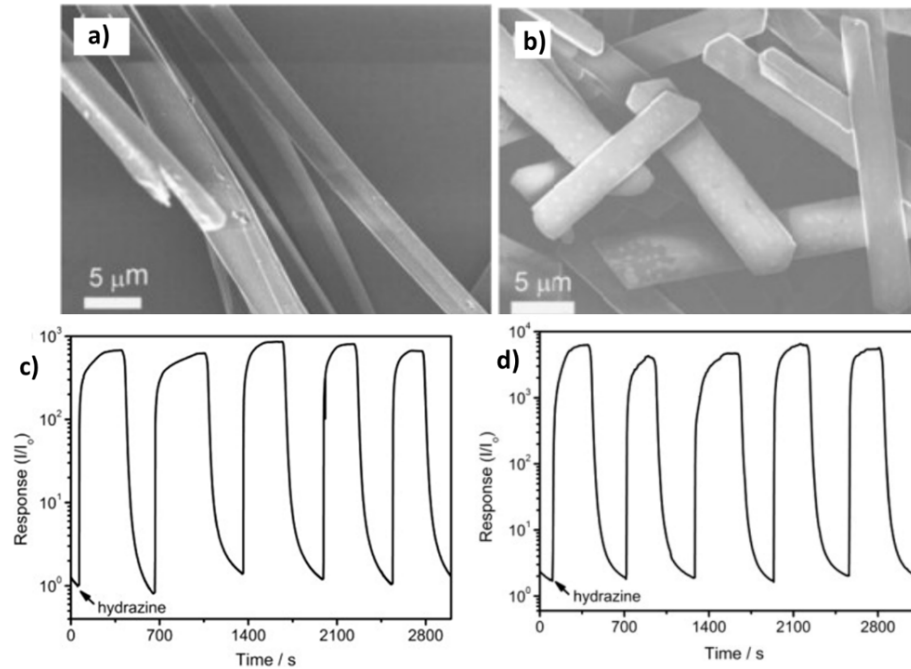 a)
5 μm
b)
5 μm
c)
Response (I/I₀)
10³
10²
10¹
10⁰
hydrazine
0 700 1400 2100 2800
Time / s
d)
Response (I/I₀)
10⁴
10³
10²
10¹
10⁰
hydrazine
0 700 1400 2100 2800
Time / s